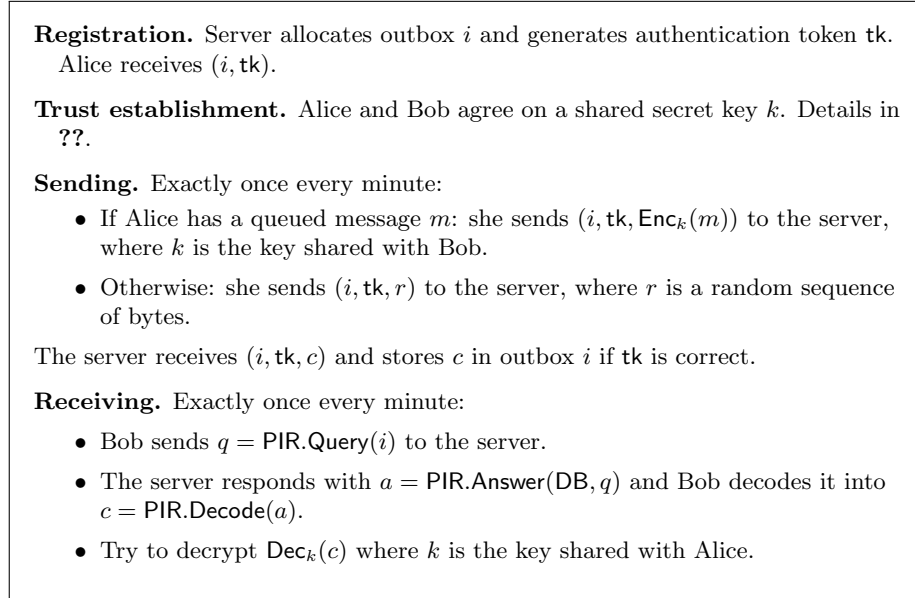 Registration. Server allocates outbox i and generates authentication token tk.
Alice receives (i, tk).
Trust establishment. Alice and Bob agree on a shared secret key k. Details in
??.
Sending. Exactly once every minute:
• If Alice has a queued message m: she sends (i, tk, Enc_k(m)) to the server,
where k is the key shared with Bob.
• Otherwise: she sends (i, tk, r) to the server, where r is a random sequence
of bytes.
The server receives (i, tk, c) and stores c in outbox i if tk is correct.
Receiving. Exactly once every minute:
• Bob sends q = PIR.Query(i) to the server.
• The server responds with a = PIR.Answer(DB, q) and Bob decodes it into
c = PIR.Decode(a).
• Try to decrypt Dec_k(c) where k is the key shared with Alice.